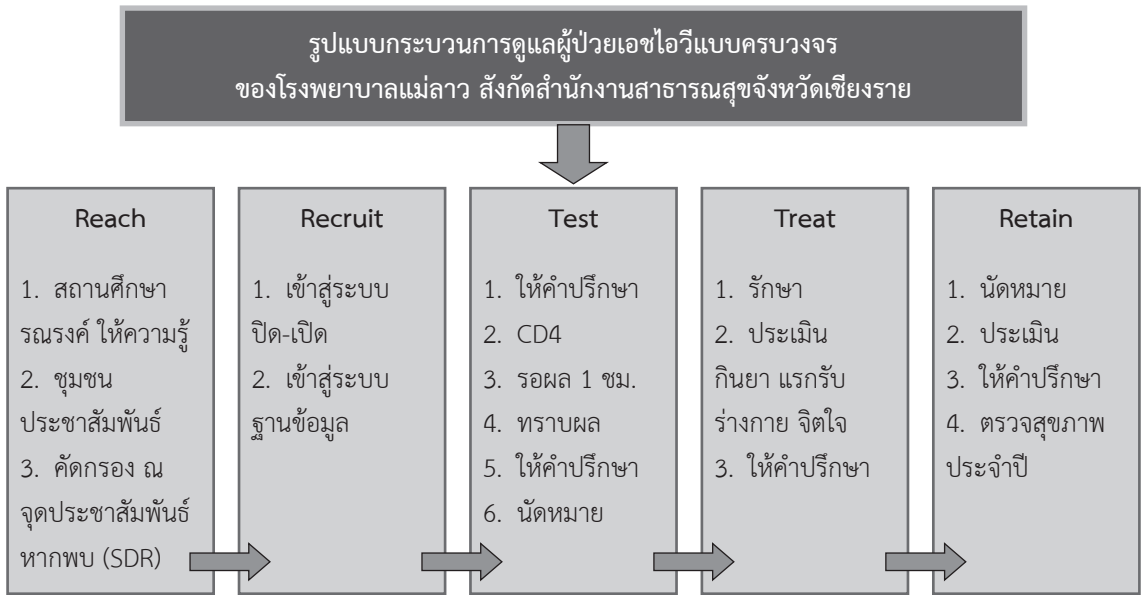 รูปแบบกระบวนการดูแลผู้ป่วยเอชไอวีแบบครบวงจร
ของโรงพยาบาลแม่ลาว สังกัดสำนักงานสาธารณสุขจังหวัดเชียงราย
Reach
1. สถานศึกษา
รณรงค์ ให้ความรู้
2. ชุมชน
ประชาสัมพันธ์
3. คัดกรอง ณ
จุดประชาสัมพันธ์
หากพบ (SDR)
Recruit
1. เข้าสู่ระบบ
ปิด-เปิด
2. เข้าสู่ระบบ
ฐานข้อมูล
Test
1. ให้คำปรึกษา
2. CD4
3. รอผล 1 ชม.
4. ทราบผล
5. ให้คำปรึกษา
6. นัดหมาย
Treat
1. รักษา
2. ประเมิน
กินยา แรกรับ
ร่างกาย จิตใจ
3. ให้คำปรึกษา
Retain
1. นัดหมาย
2. ประเมิน
3. ให้คำปรึกษา
4. ตรวจสุขภาพ
ประจำปี